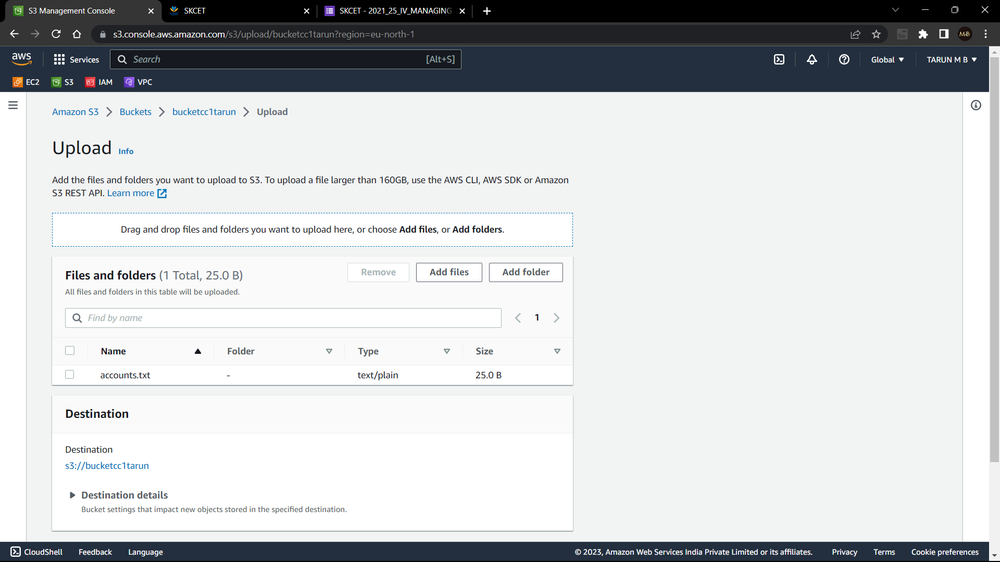 S3 Management Console
SKCET
SKCET - 2021_25_IV_MANAGING
s3.console.aws.amazon.com/s3/upload/bucketcc1tarun?region=eu-north-1
Se
M&B
aws
Services
Search
[Alt+S]
Global
TARUN M B
EC2
S3
IAM
VPC
Amazon S3
Buckets
bucketcc1tarun
Upload
Upload
Info
Add the files and folders you want to upload to S3. To upload a file larger than 160GB, use the AWS CLI, AWS SDK or Amazon
S3 REST API. Learn more
Drag and drop files and folders you want to upload here, or choose Add files, or Add folders.
Files and folders (1 Total, 25.0 B)
Remove
Add files
Add folder
All files and folders in this table will be uploaded.
Find by name
1
Name
Folder
Type
Size
accounts.txt
-
text/plain
25.0 B
Destination
Destination
s3://bucketcc1tarun
Destination details
Bucket settings that impact new objects stored in the specified destination.
CloudShell
Feedback
Language
© 2023, Amazon Web Services India Private Limited or its affiliates.
Privacy
Terms
Cookie preferences